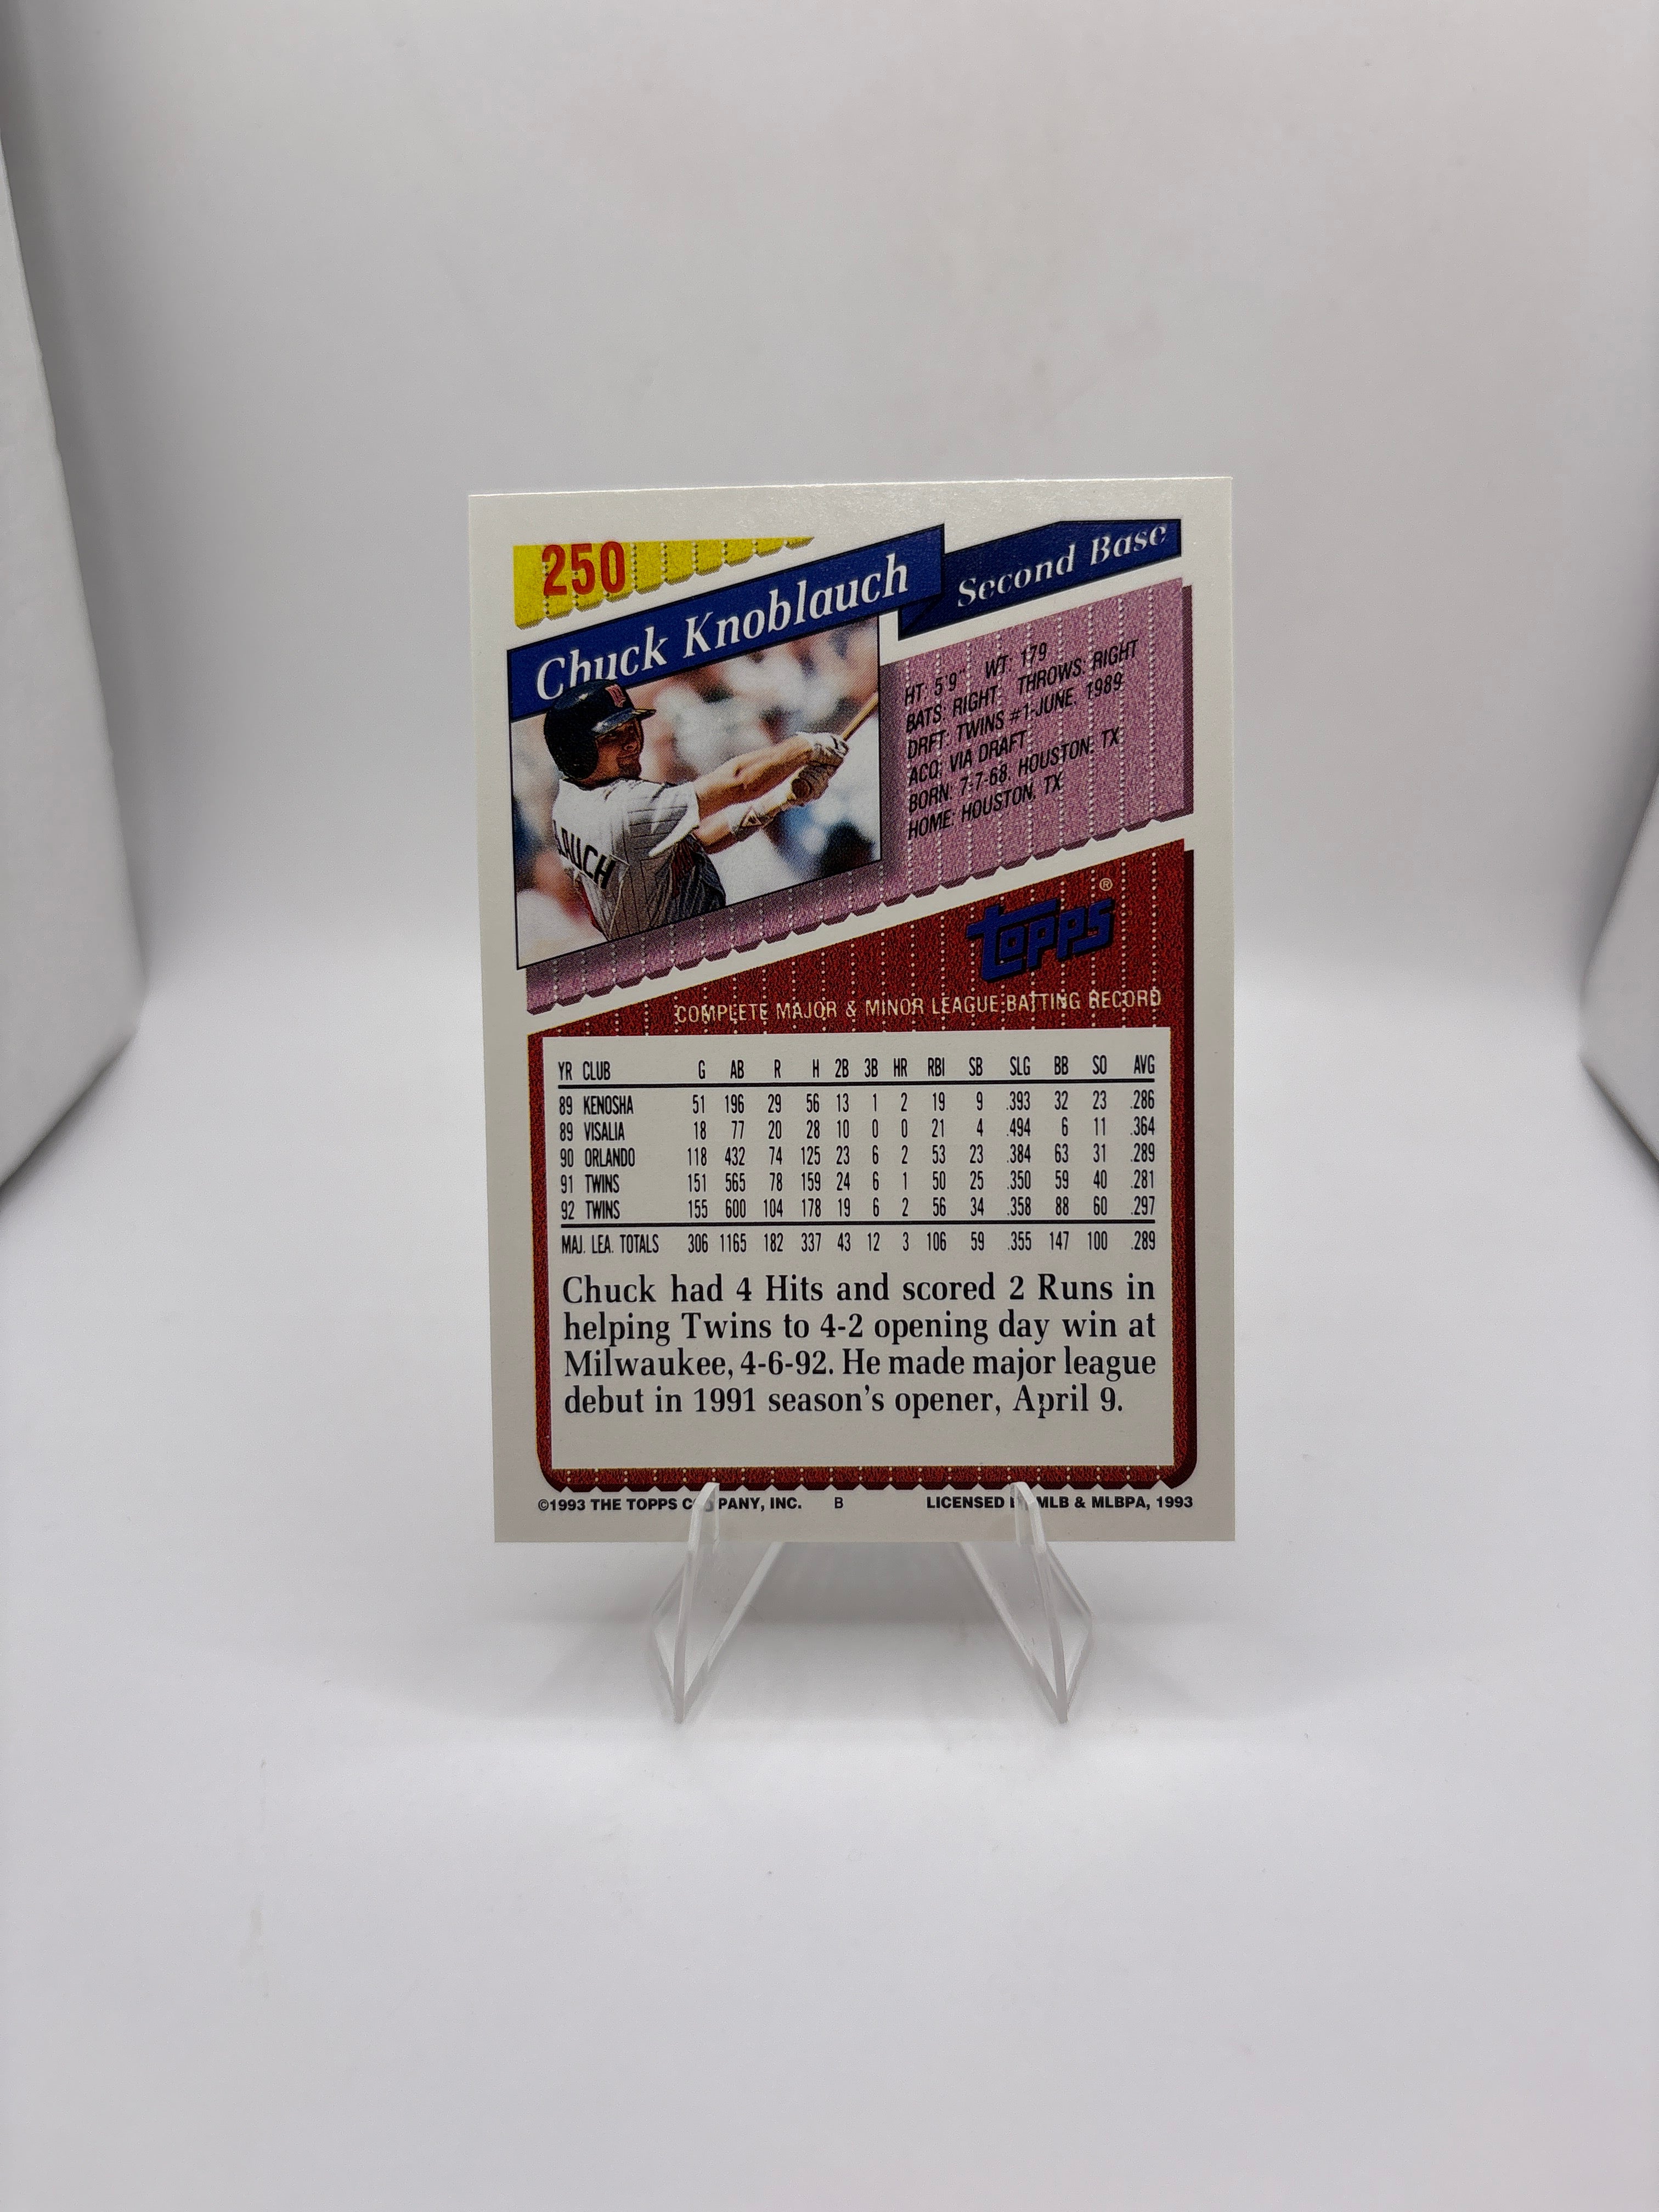 250
Chuck Knoblauch
Second Base
HT: 5'9" WT: 179
BATS: RIGHT THROWS: RIGHT
DRFT: TWINS #1-JUNE, 1989
ACQ: VIA DRAFT
BORN: 7-7-68, HOUSTON, TX
HOME: HOUSTON, TX
LAUCH
topps ®
COMPLETE MAJOR & MINOR LEAGUE BATTING RECORD
YR CLUB G AB R H 2B 3B HR RBI SB SLG BB SO AVG
89 KENOSHA 51 196 29 56 13 1 2 19 9 .393 32 23 .286
89 VISALIA 18 77 20 28 10 0 0 21 4 .494 6 11 .364
90 ORLANDO 118 432 74 125 23 6 2 53 23 .384 63 31 .289
91 TWINS 151 565 78 159 24 6 1 50 25 .350 59 40 .281
92 TWINS 155 600 104 178 19 6 2 56 34 .358 88 60 .297
MAJ. LEA. TOTALS 306 1165 182 337 43 12 3 106 59 .355 147 100 .289
Chuck had 4 Hits and scored 2 Runs in
helping Twins to 4-2 opening day win at
Milwaukee, 4-6-92. He made major league
debut in 1991 season's opener, April 9.
©1993 THE TOPPS COMPANY, INC. B LICENSED BY MLB & MLBPA, 1993